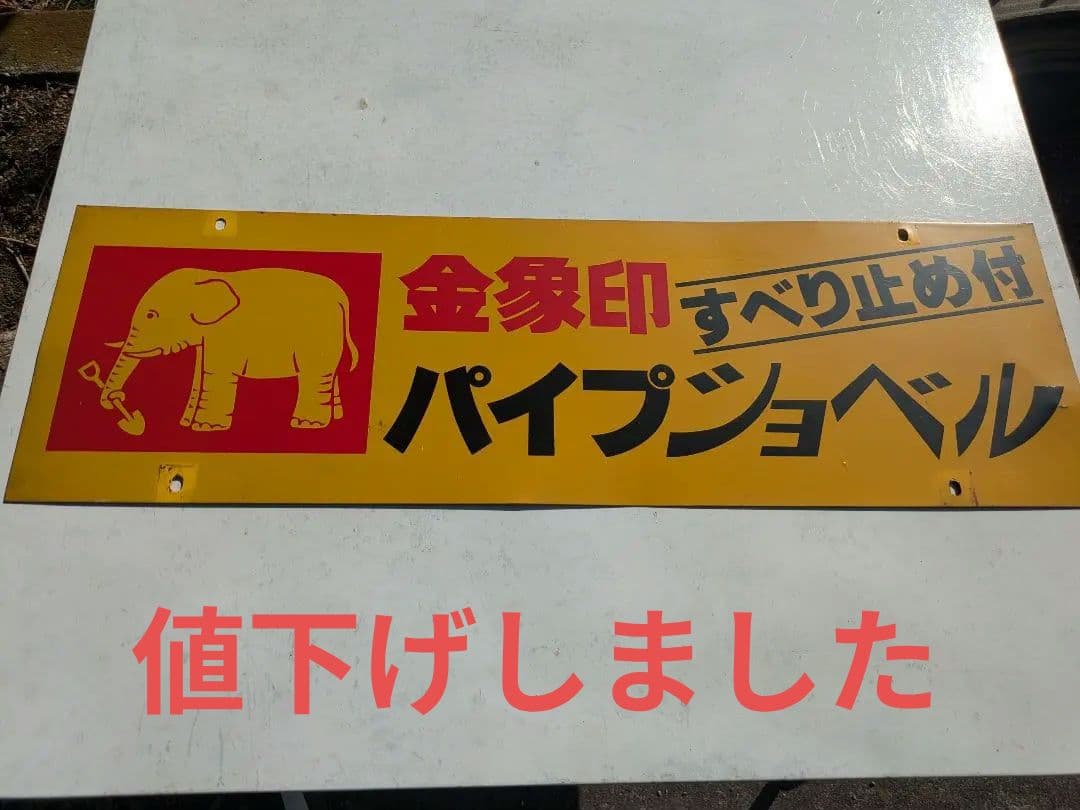 金象印 すべり止め付
パイプショベル
値下げしました